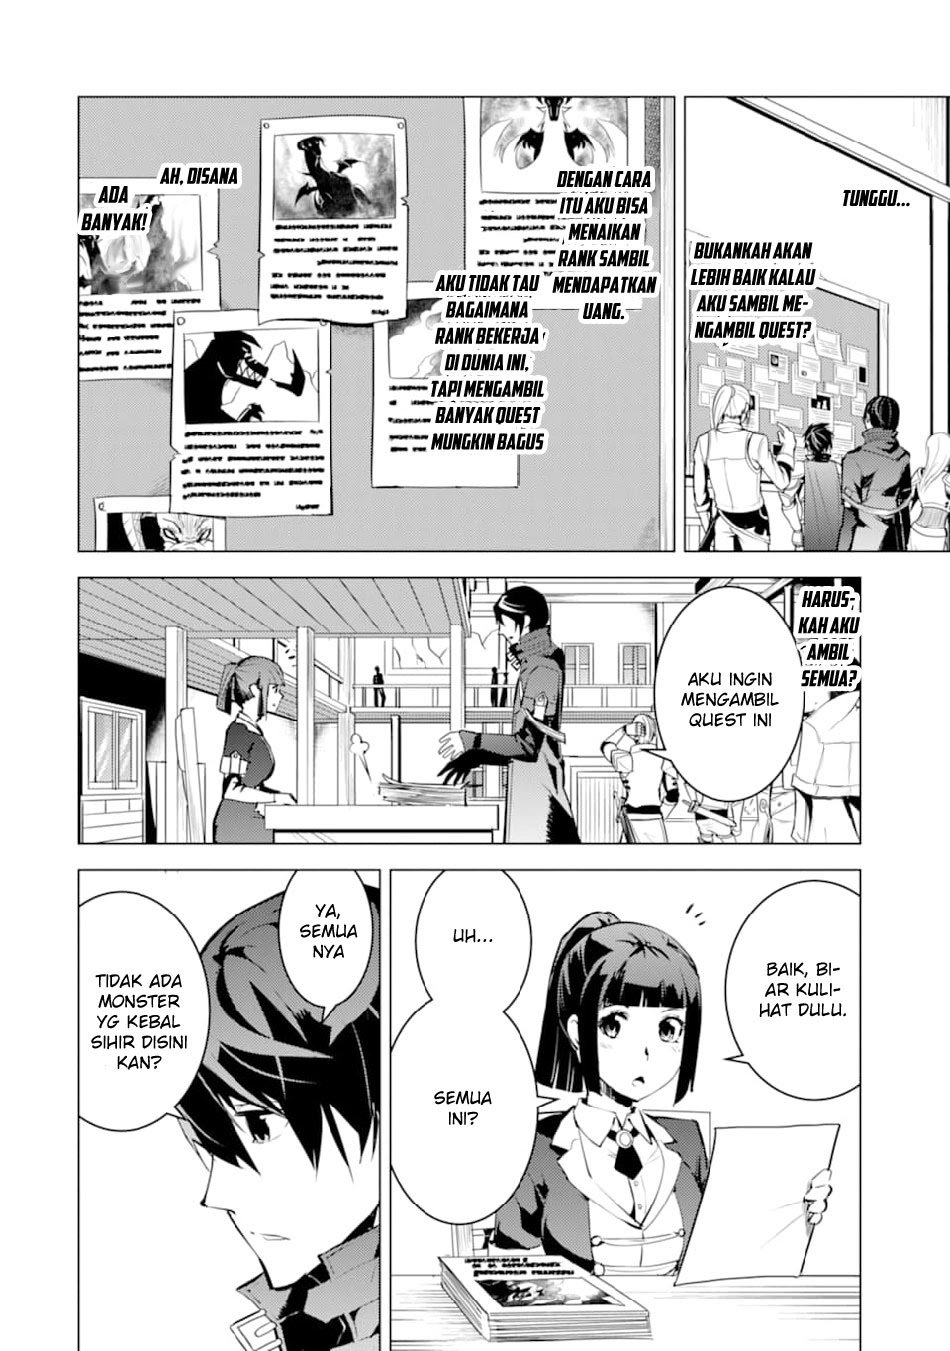 TUNGGU...
BUKANKAH AKAN
LEBIH BAIK KALAU
AKU SAMBIL ME-
NGAMBIL QUEST?
DENGAN CARA
ITU AKU BISA
MENAIKAN
RANK SAMBIL
MENDAPATKAN
UANG.
AKU TIDAK TAU
BAGAIMANA
RANK BEKERJA
DI DUNIA INI,
TAPI MENGAMBIL
BANYAK QUEST
MUNGKIN BAGUS
AH, DISANA
ADA
BANYAK!
HARUS-
KAH AKU
AMBIL
SEMUA?
AKU INGIN
MENGAMBIL
QUEST INI
BAIK, BI-
AR KULI-
HAT DULU.
UH...
SEMUA
INI?
YA,
SEMUA
NYA
TIDAK ADA
MONSTER
YG KEBAL
SIHIR DISINI
KAN?